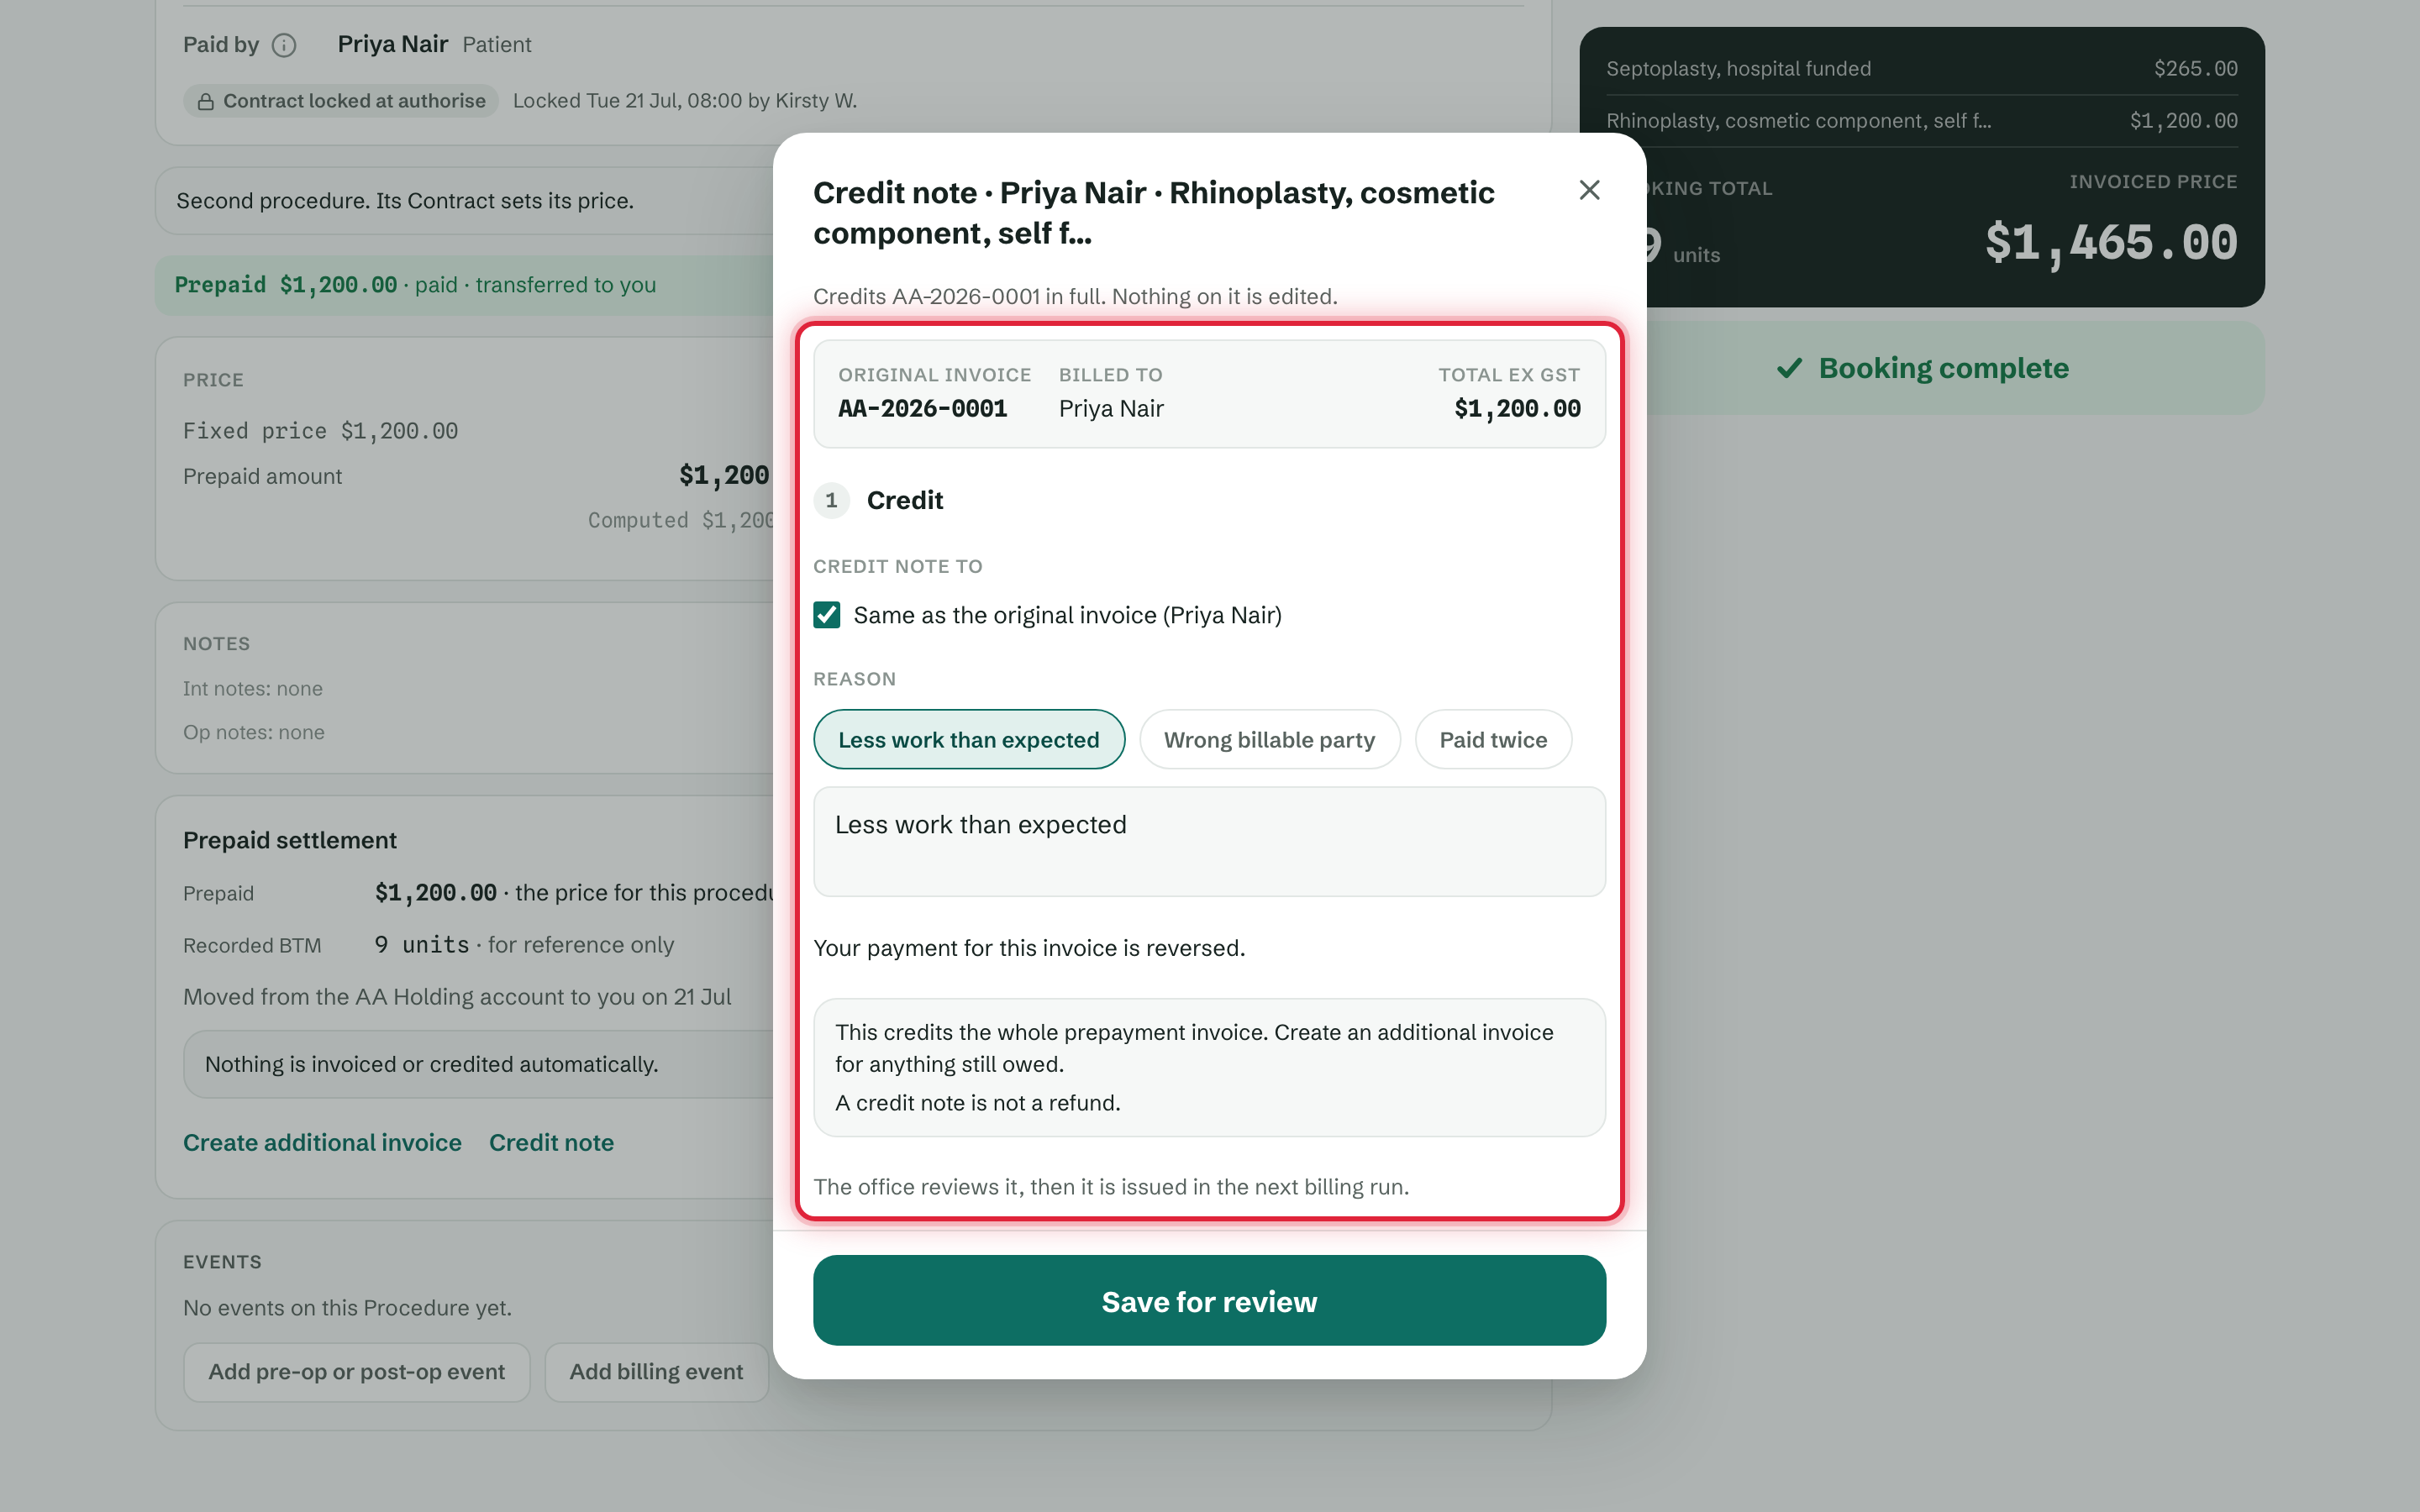 Paid by Priya Nair Patient
Contract locked at authorise Locked Tue 21 Jul, 08:00 by Kirsty W.
Second procedure. Its Contract sets its price.
Prepaid $1,200.00 · paid · transferred to you
PRICE
Fixed price $1,200.00
Prepaid amount $1,200
Computed $1,200
NOTES
Int notes: none
Op notes: none
Prepaid settlement
Prepaid $1,200.00 · the price for this
Recorded BTM 9 units · for reference only
Moved from the AA Holding account to you on 21 Jul
Nothing is invoiced or credited automatically.
Create additional invoice Credit note
EVENTS
No events on this Procedure yet.
Add pre-op or post-op event Add billing event
Credit note · Priya Nair · Rhinoplasty, cosmetic
component, self f...
Credits AA-2026-0001 in full. Nothing on it is edited.
ORIGINAL INVOICE BILLED TO TOTAL EX GST
AA-2026-0001 Priya Nair $1,200.00
1 Credit
CREDIT NOTE TO
Same as the original invoice (Priya Nair)
REASON
Less work than expected Wrong billable party Paid twice
Less work than expected
Your payment for this invoice is reversed.
This credits the whole prepayment invoice. Create an additional invoice
for anything still owed.
A credit note is not a refund.
The office reviews it, then it is issued in the next billing run.
Save for review
Septoplasty, hospital funded $265.00
Rhinoplasty, cosmetic component, self f... $1,200.00
TOTAL INVOICED PRICE
units $1,465.00
Booking complete